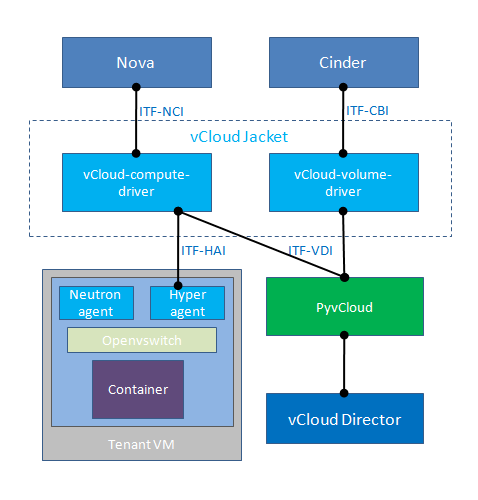 Nova
Cinder
ITF-NCI
ITF-CBI
vCloud Jacket
vCloud-compute-
driver
vCloud-volume-
driver
ITF-HAI
ITF-VDI
Neutron
agent
Hyper
agent
PyvCloud
Openvswitch
Container
vCloud Director
Tenant VM